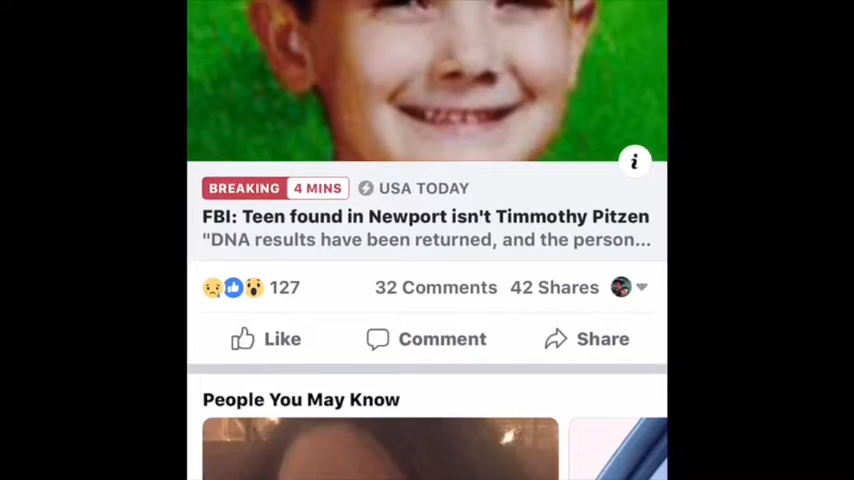 BREAKING 4 MINS USA TODAY
FBI: Teen found in Newport isn't Timmothy Pitzen
"DNA results have been returned, and the person...
127 32 Comments 42 Shares
Like Comment Share
People You May Know